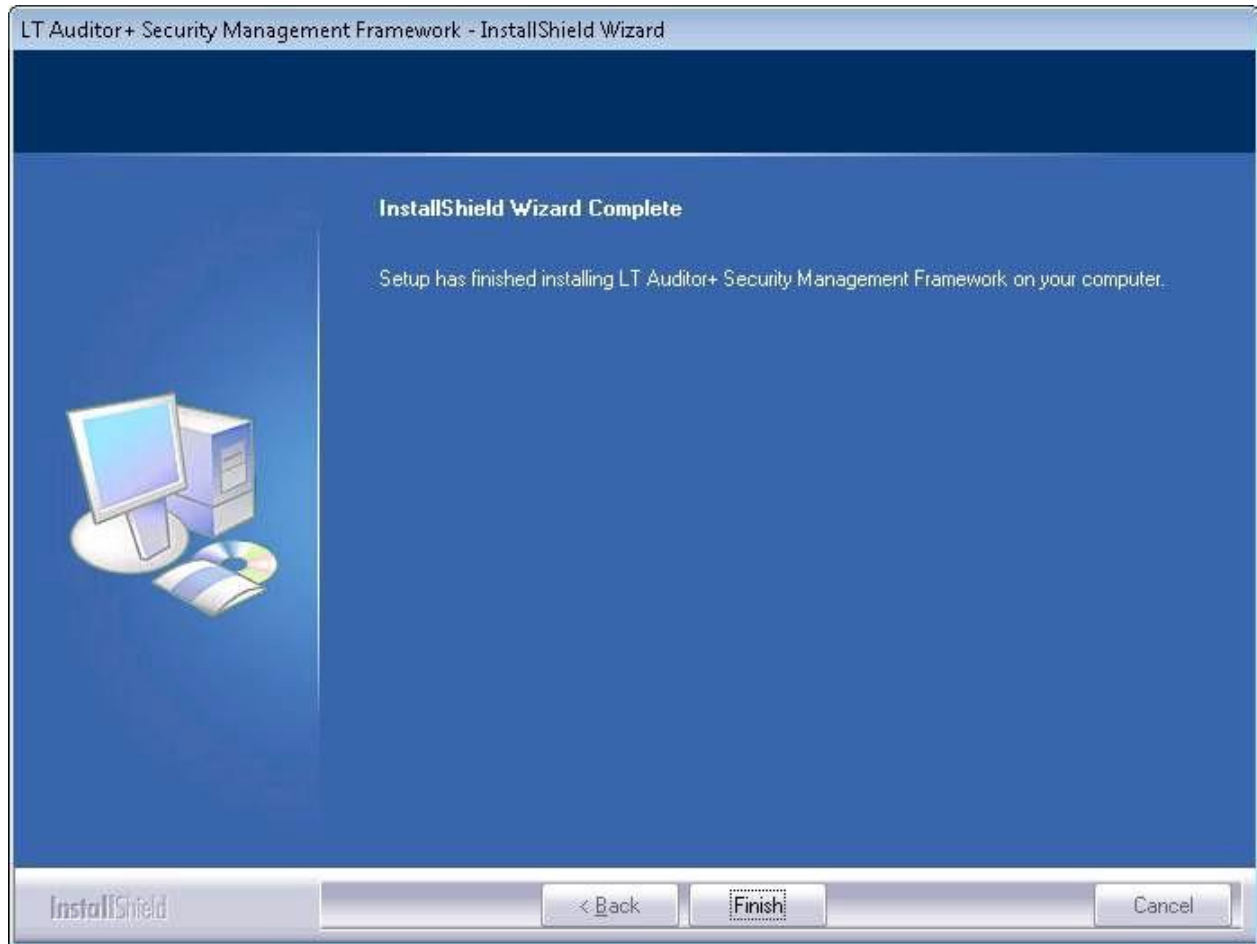 LT Auditor+ Security Management Framework - InstallShield Wizard
InstallShield Wizard Complete
Setup has finished installing LT Auditor+ Security Management Framework on your computer.
InstallShield
< Back
Finish
Cancel